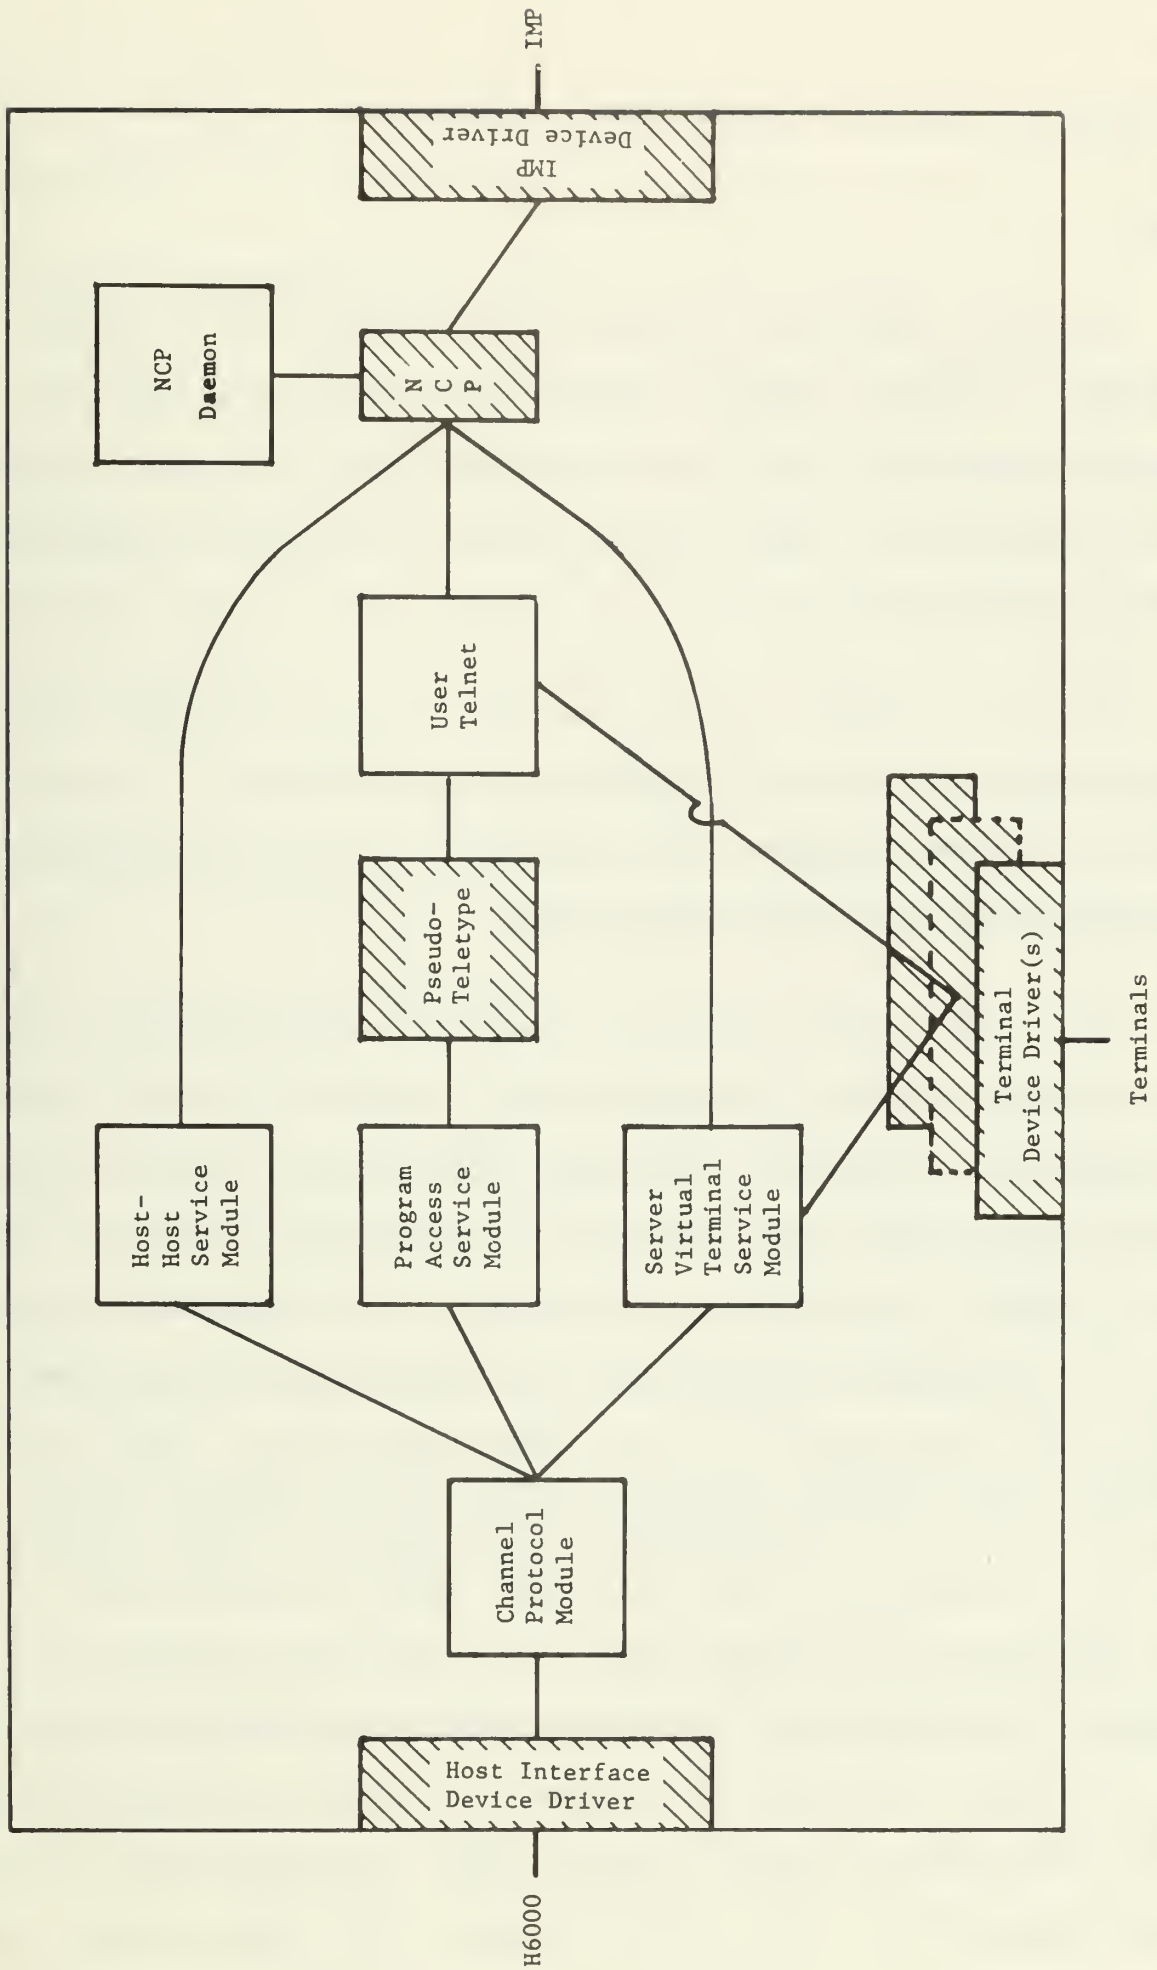 IMP
IMP
Device Driver
NCP
Daemon
N
C
P
User
Telnet
Pseudo-
Teletype
Host-
Host
Service
Module
Program
Access
Service
Module
Server
Virtual
Terminal
Service
Module
Terminal
Device Driver(s)
Terminals
Channel
Protocol
Module
Host Interface
Device Driver
H6000